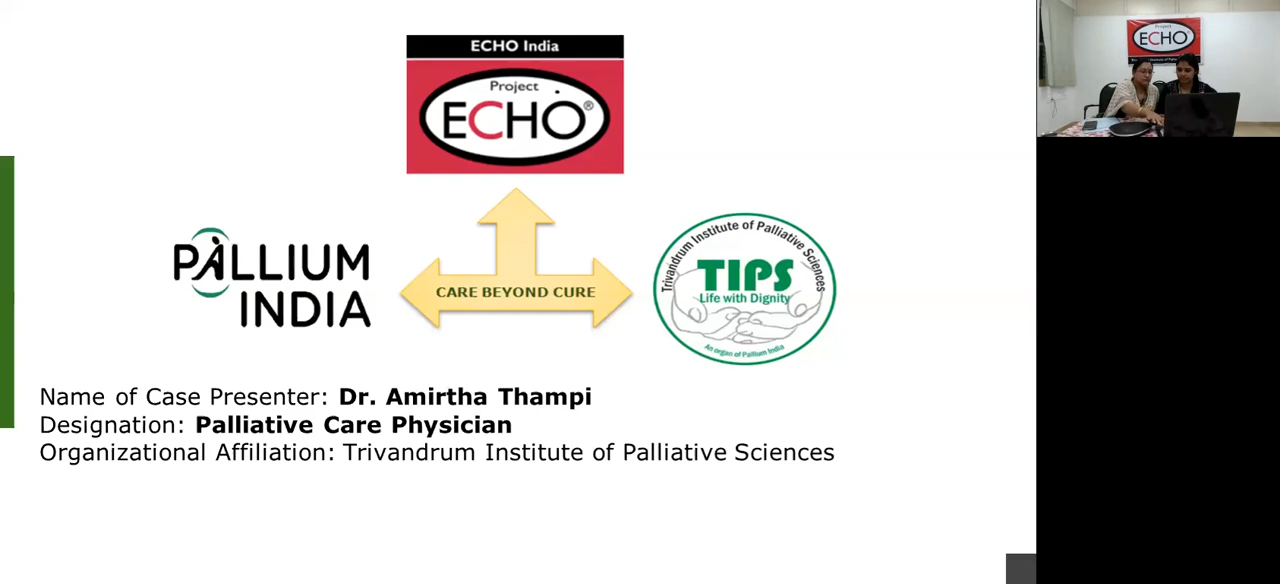 ECHO India
Project
ECHO®
PALLIUM
INDIA
CARE BEYOND CURE
Trivandrum Institute of Palliative Sciences
TIPS
Life with Dignity
An organ of Pallium India
Name of Case Presenter: Dr. Amirtha Thampi
Designation: Palliative Care Physician
Organizational Affiliation: Trivandrum Institute of Palliative Sciences
Project
ECHO